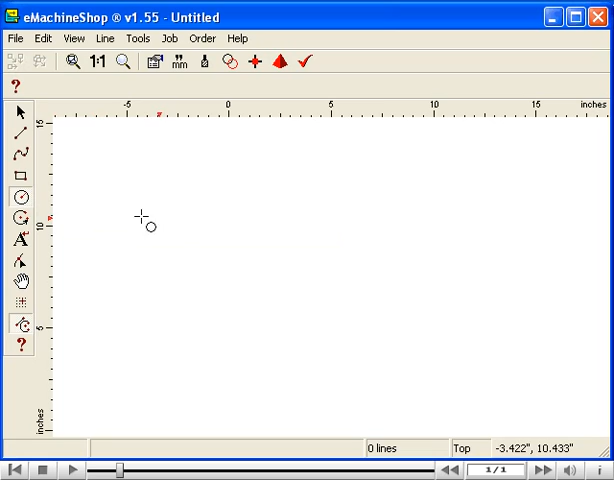 eMachineShop ® v1.55 - Untitled
File Edit View Line Tools Job Order Help
1:1 mm
?
-5 0 5 10 15 inches
15
10
5
inches
A
?
0 lines Top -3.422", 10.433"
1/1 i